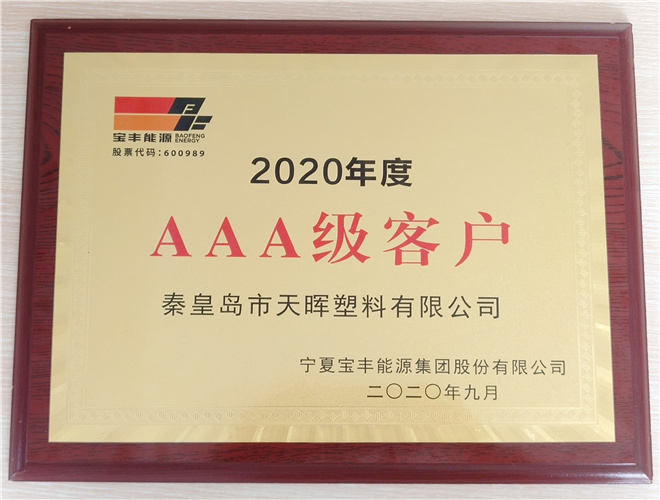 宝丰能源 BAOFENG ENERGY
股票代码:600989
2020年度
AAA级客户
秦皇岛市天晖塑料有限公司
宁夏宝丰能源集团股份有限公司
二〇二〇年九月